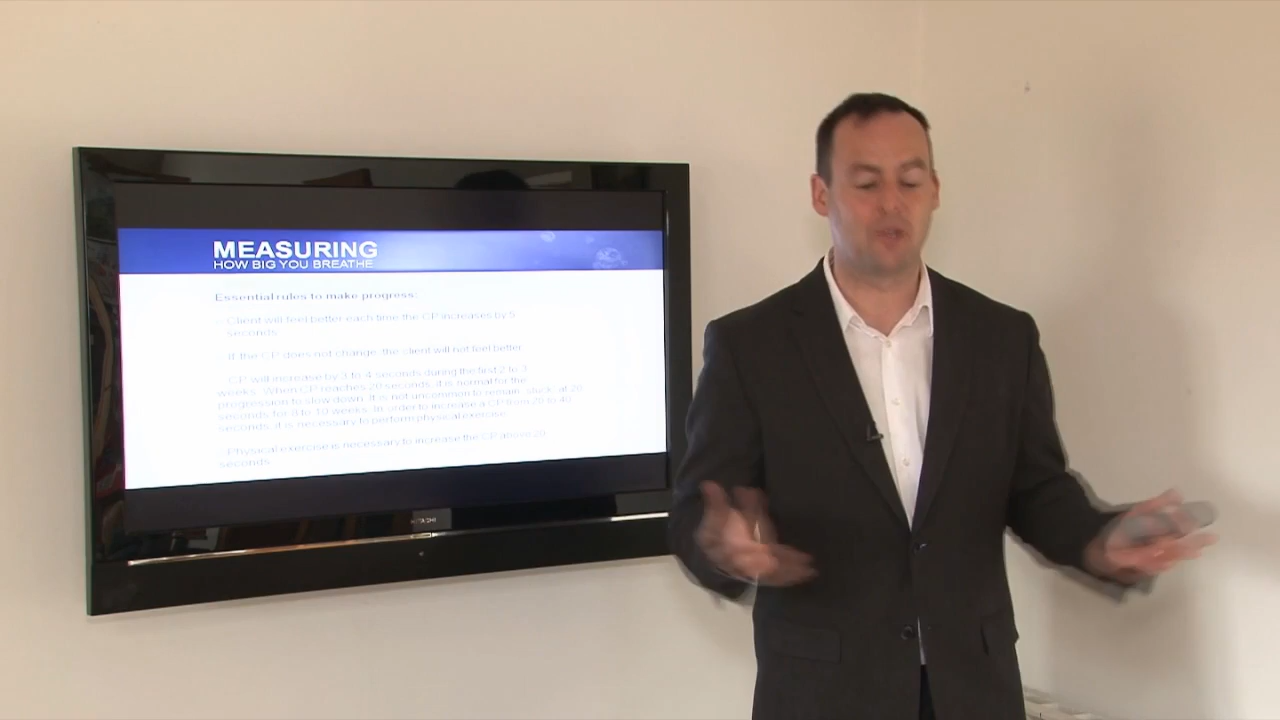 MEASURING
HOW BIG YOU BREATHE
Essential rules to make progress:
- Client will feel better each time the CP increases by 5
seconds.
- If the CP does not change, the client will not feel better.
CP will increase by 3 to 4 seconds during the first 2 to 3
weeks. When CP reaches 20 seconds, it is normal for the
progression to slow down. It is not uncommon to remain stuck at 20
seconds for 8 to 10 weeks. In order to increase a CP from 20 to 40
seconds, it is necessary to perform physical exercise.
Physical exercise is necessary to increase the CP above 20
seconds.
HITACHI